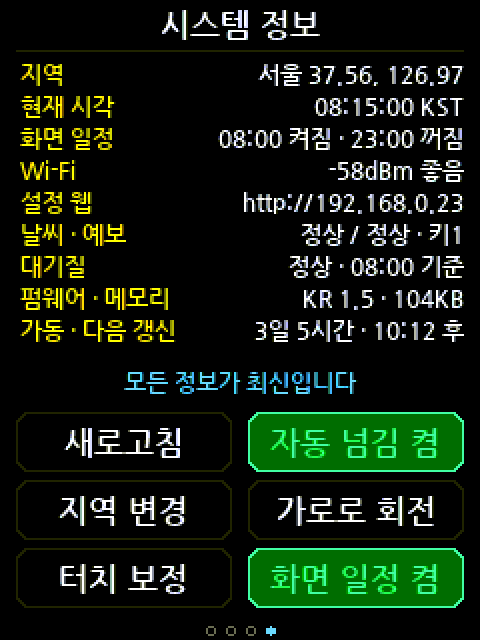 시스템 정보
지역 서울 37.56, 126.97
현재 시각 08:15:00 KST
화면 일정 08:00 켜짐 · 23:00 꺼짐
Wi-Fi -58dBm 좋음
설정 웹 http://192.168.0.23
날씨 · 예보 정상 / 정상 · 키1
대기질 정상 · 08:00 기준
펌웨어 · 메모리 KR 1.5 · 104KB
가동 · 다음 갱신 3일 5시간 · 10:12 후
모든 정보가 최신입니다
새로고침 자동 넘김 켬
지역 변경 가로로 회전
터치 보정 화면 일정 켬